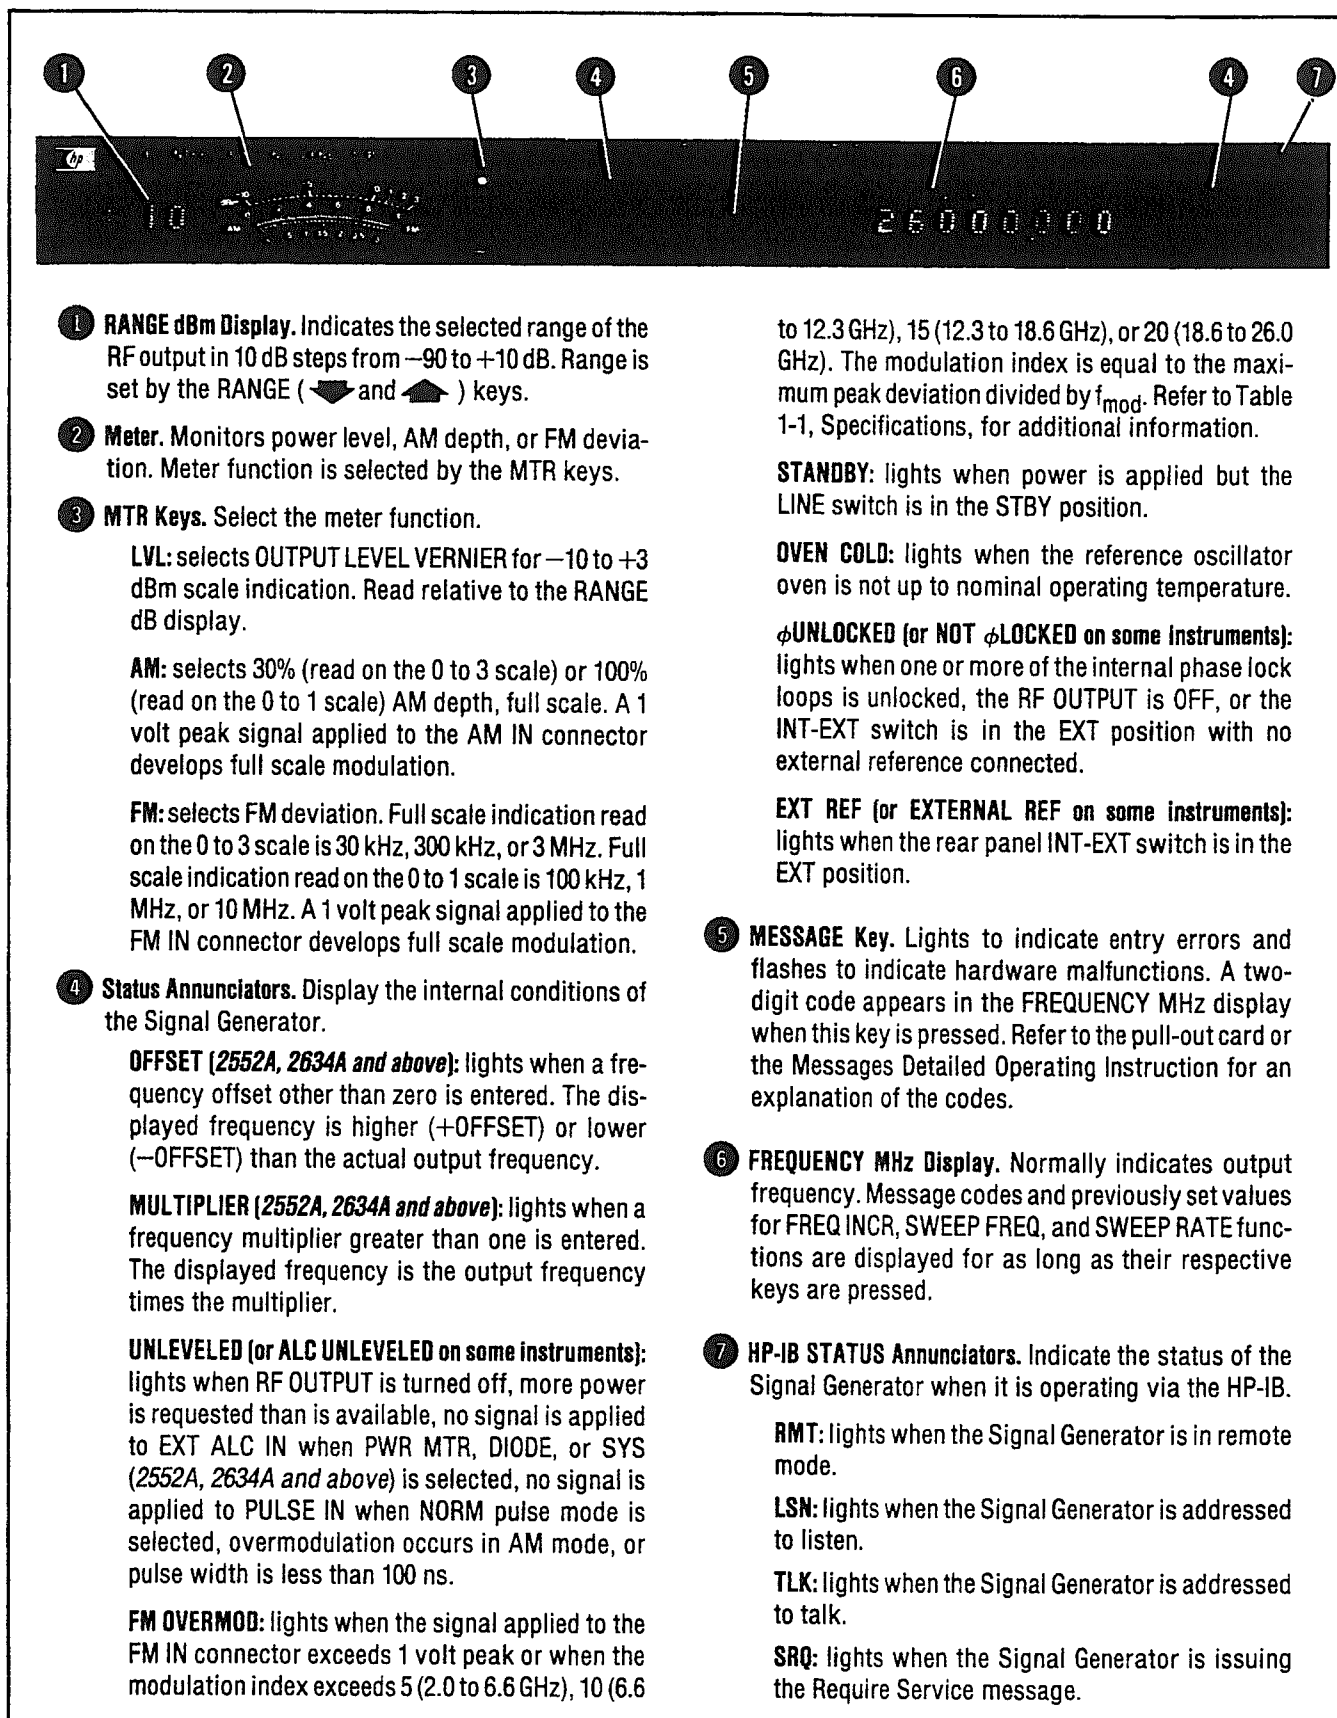 1 2 3 4 5 6 4 7
hp
10
26000.000
1 RANGE dBm Display. Indicates the selected range of the
RF output in 10 dB steps from −90 to +10 dB. Range is
set by the RANGE ( and ) keys.
2 Meter. Monitors power level, AM depth, or FM devia-
tion. Meter function is selected by the MTR keys.
3 MTR Keys. Select the meter function.
LVL: selects OUTPUT LEVEL VERNIER for −10 to +3
dBm scale indication. Read relative to the RANGE
dB display.
AM: selects 30% (read on the 0 to 3 scale) or 100%
(read on the 0 to 1 scale) AM depth, full scale. A 1
volt peak signal applied to the AM IN connector
develops full scale modulation.
FM: selects FM deviation. Full scale indication read
on the 0 to 3 scale is 30 kHz, 300 kHz, or 3 MHz. Full
scale indication read on the 0 to 1 scale is 100 kHz, 1
MHz, or 10 MHz. A 1 volt peak signal applied to the
FM IN connector develops full scale modulation.
4 Status Annunciators. Display the internal conditions of
the Signal Generator.
OFFSET (2552A, 2634A and above): lights when a fre-
quency offset other than zero is entered. The dis-
played frequency is higher (+OFFSET) or lower
(−OFFSET) than the actual output frequency.
MULTIPLIER (2552A, 2634A and above): lights when a
frequency multiplier greater than one is entered.
The displayed frequency is the output frequency
times the multiplier.
UNLEVELED (or ALC UNLEVELED on some instruments):
lights when RF OUTPUT is turned off, more power
is requested than is available, no signal is applied
to EXT ALC IN when PWR MTR, DIODE, or SYS
(2552A, 2634A and above) is selected, no signal is
applied to PULSE IN when NORM pulse mode is
selected, overmodulation occurs in AM mode, or
pulse width is less than 100 ns.
FM OVERMOD: lights when the signal applied to the
FM IN connector exceeds 1 volt peak or when the
modulation index exceeds 5 (2.0 to 6.6 GHz), 10 (6.6
to 12.3 GHz), 15 (12.3 to 18.6 GHz), or 20 (18.6 to 26.0
GHz). The modulation index is equal to the maxi-
mum peak deviation divided by fmod. Refer to Table
1-1, Specifications, for additional information.
STANDBY: lights when power is applied but the
LINE switch is in the STBY position.
OVEN COLD: lights when the reference oscillator
oven is not up to nominal operating temperature.
ϕUNLOCKED (or NOT ϕLOCKED on some instruments):
lights when one or more of the internal phase lock
loops is unlocked, the RF OUTPUT is OFF, or the
INT-EXT switch is in the EXT position with no
external reference connected.
EXT REF (or EXTERNAL REF on some instruments):
lights when the rear panel INT-EXT switch is in the
EXT position.
5 MESSAGE Key. Lights to indicate entry errors and
flashes to indicate hardware malfunctions. A two-
digit code appears in the FREQUENCY MHz display
when this key is pressed. Refer to the pull-out card or
the Messages Detailed Operating Instruction for an
explanation of the codes.
6 FREQUENCY MHz Display. Normally indicates output
frequency. Message codes and previously set values
for FREQ INCR, SWEEP FREQ, and SWEEP RATE func-
tions are displayed for as long as their respective
keys are pressed.
7 HP-IB STATUS Annunciators. Indicate the status of the
Signal Generator when it is operating via the HP-IB.
RMT: lights when the Signal Generator is in remote
mode.
LSN: lights when the Signal Generator is addressed
to listen.
TLK: lights when the Signal Generator is addressed
to talk.
SRQ: lights when the Signal Generator is issuing
the Require Service message.